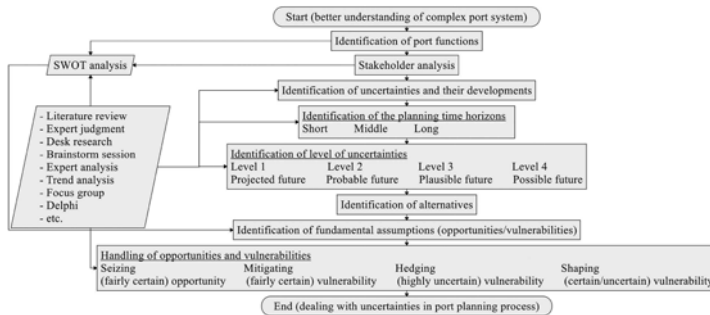 Start (better understanding of complex port system)
Identification of port functions
SWOT analysis
Stakeholder analysis
Identification of uncertainties and their developments
- Literature review
- Expert judgment
- Desk research
- Brainstorm session
- Expert analysis
- Trend analysis
- Focus group
- Delphi
- etc.
Identification of the planning time horizons
Short Middle Long
Identification of level of uncertainties
Level 1 Level 2 Level 3 Level 4
Projected future Probable future Plausible future Possible future
Identification of alternatives
Identification of fundamental assumptions (opportunities/vulnerabilities)
Handling of opportunities and vulnerabilities
Seizing Mitigating Hedging Shaping
(fairly certain) opportunity (fairly certain) vulnerability (highly uncertain) vulnerability (certain/uncertain) vulnerability
End (dealing with uncertainties in port planning process)